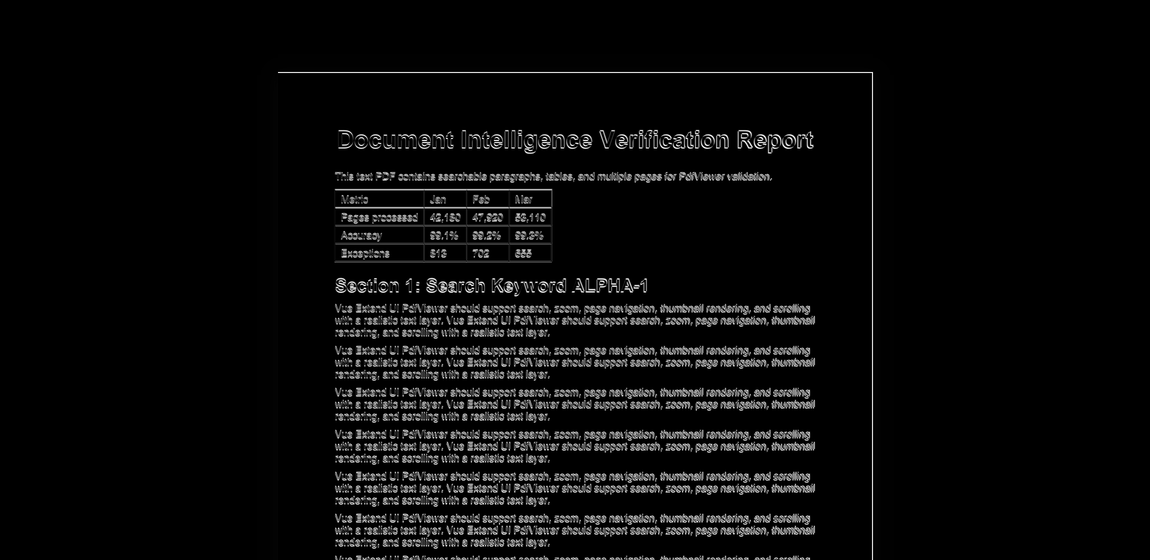 Document Intelligence Verification Report
This text PDF contains searchable paragraphs, tables, and multiple pages for PdfViewer validation.
Metric Jan Feb Mar
Pages processed 42,180 47,920 53,110
Accuracy 99.1% 99.2% 99.3%
Exceptions 813 702 655
Section 1: Search Keyword ALPHA-1
Vue Extend UI PdfViewer should support search, zoom, page navigation, thumbnail rendering, and scrolling
with a realistic text layer. Vue Extend UI PdfViewer should support search, zoom, page navigation, thumbnail
rendering, and scrolling with a realistic text layer.
Vue Extend UI PdfViewer should support search, zoom, page navigation, thumbnail rendering, and scrolling
with a realistic text layer. Vue Extend UI PdfViewer should support search, zoom, page navigation, thumbnail
rendering, and scrolling with a realistic text layer.
Vue Extend UI PdfViewer should support search, zoom, page navigation, thumbnail rendering, and scrolling
with a realistic text layer. Vue Extend UI PdfViewer should support search, zoom, page navigation, thumbnail
rendering, and scrolling with a realistic text layer.
Vue Extend UI PdfViewer should support search, zoom, page navigation, thumbnail rendering, and scrolling
with a realistic text layer. Vue Extend UI PdfViewer should support search, zoom, page navigation, thumbnail
rendering, and scrolling with a realistic text layer.
Vue Extend UI PdfViewer should support search, zoom, page navigation, thumbnail rendering, and scrolling
with a realistic text layer. Vue Extend UI PdfViewer should support search, zoom, page navigation, thumbnail
rendering, and scrolling with a realistic text layer.
Vue Extend UI PdfViewer should support search, zoom, page navigation, thumbnail rendering, and scrolling
with a realistic text layer. Vue Extend UI PdfViewer should support search, zoom, page navigation, thumbnail
rendering, and scrolling with a realistic text layer.